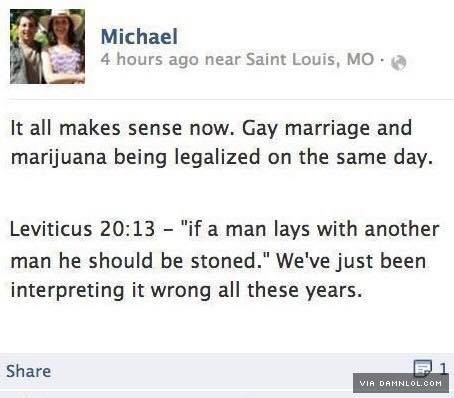 Michael
4 hours ago near Saint Louis, MO ·
It all makes sense now. Gay marriage and
marijuana being legalized on the same day.
Leviticus 20:13 – "if a man lays with another
man he should be stoned." We've just been
interpreting it wrong all these years.
Share
1
VIA DAMNLOL.COM